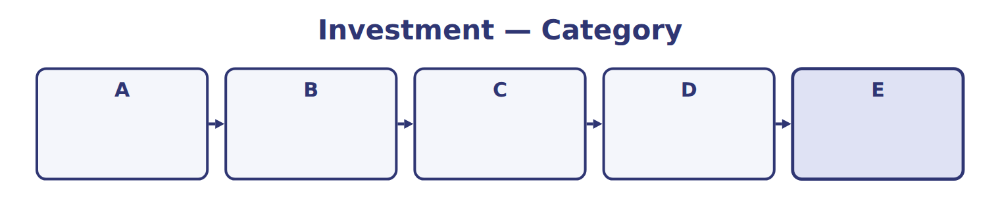 Investment — Category
A
B
C
D
E